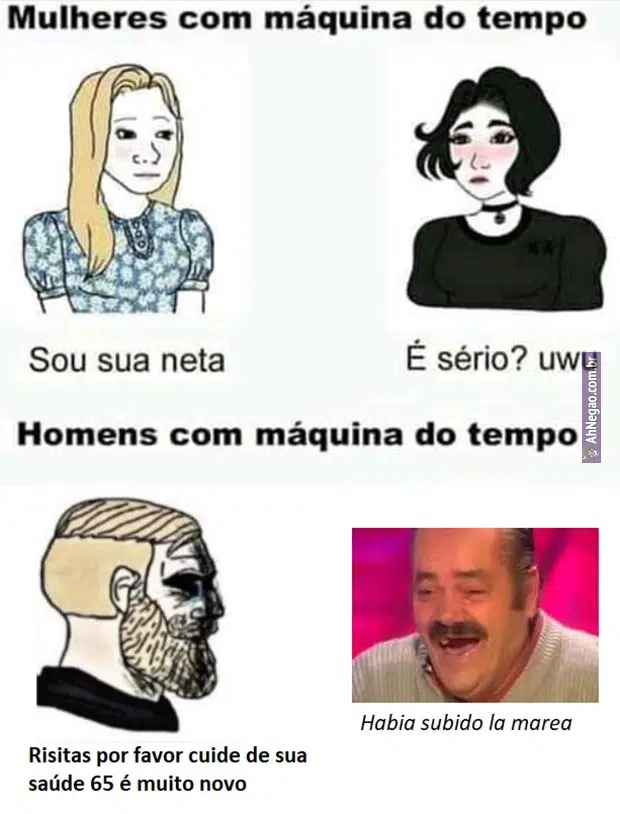 Mulheres com máquina do tempo
Sou sua neta
É sério? uwu
Homens com máquina do tempo
AhNegao.com.br
Risitas por favor cuide de sua
saúde 65 é muito novo
Habia subido la marea